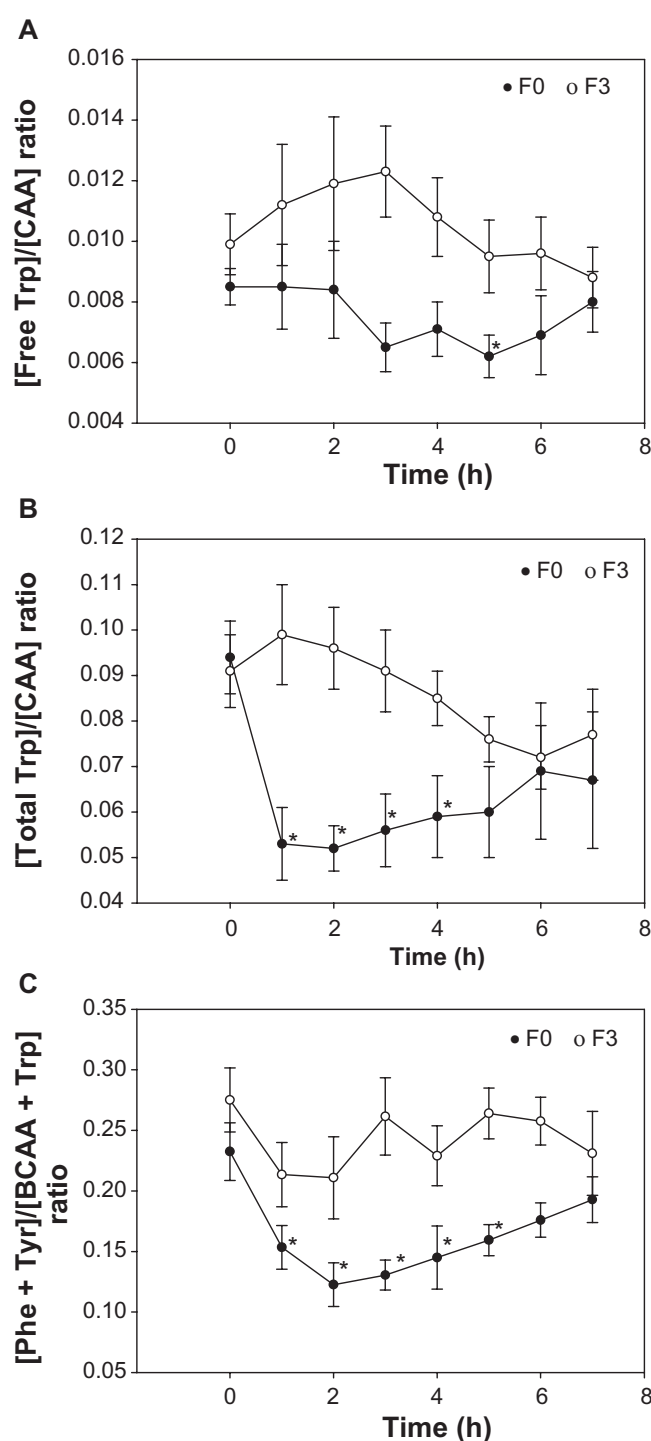 A
[Free Trp]/[CAA] ratio
0.016
0.014
0.012
0.010
0.008
0.006
0.004
• F0 o F3
*
0 2 4 6 8
Time (h)
B
[Total Trp]/[CAA] ratio
0.12
0.11
0.10
0.09
0.08
0.07
0.06
0.05
0.04
• F0 o F3
* * * *
0 2 4 6 8
Time (h)
C
[Phe + Tyr]/[BCAA + Trp]
ratio
0.35
0.30
0.25
0.20
0.15
0.10
0.05
• F0 o F3
* * * * *
0 2 4 6 8
Time (h)